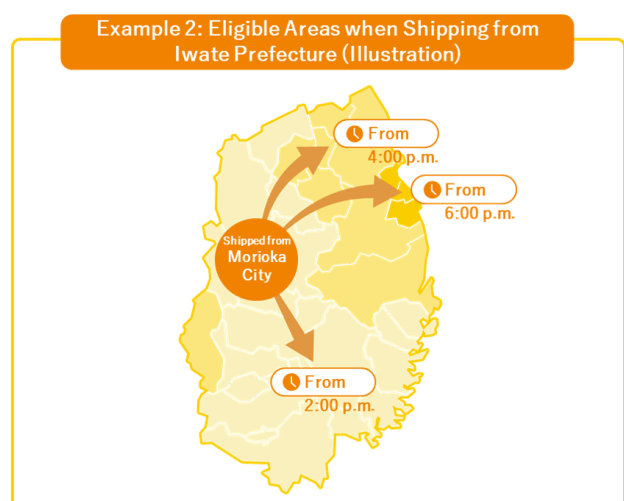 Example 2: Eligible Areas when Shipping from
Iwate Prefecture (Illustration)
From
4:00 p.m.
From
6:00 p.m.
Shipped from
Morioka
City
From
2:00 p.m.